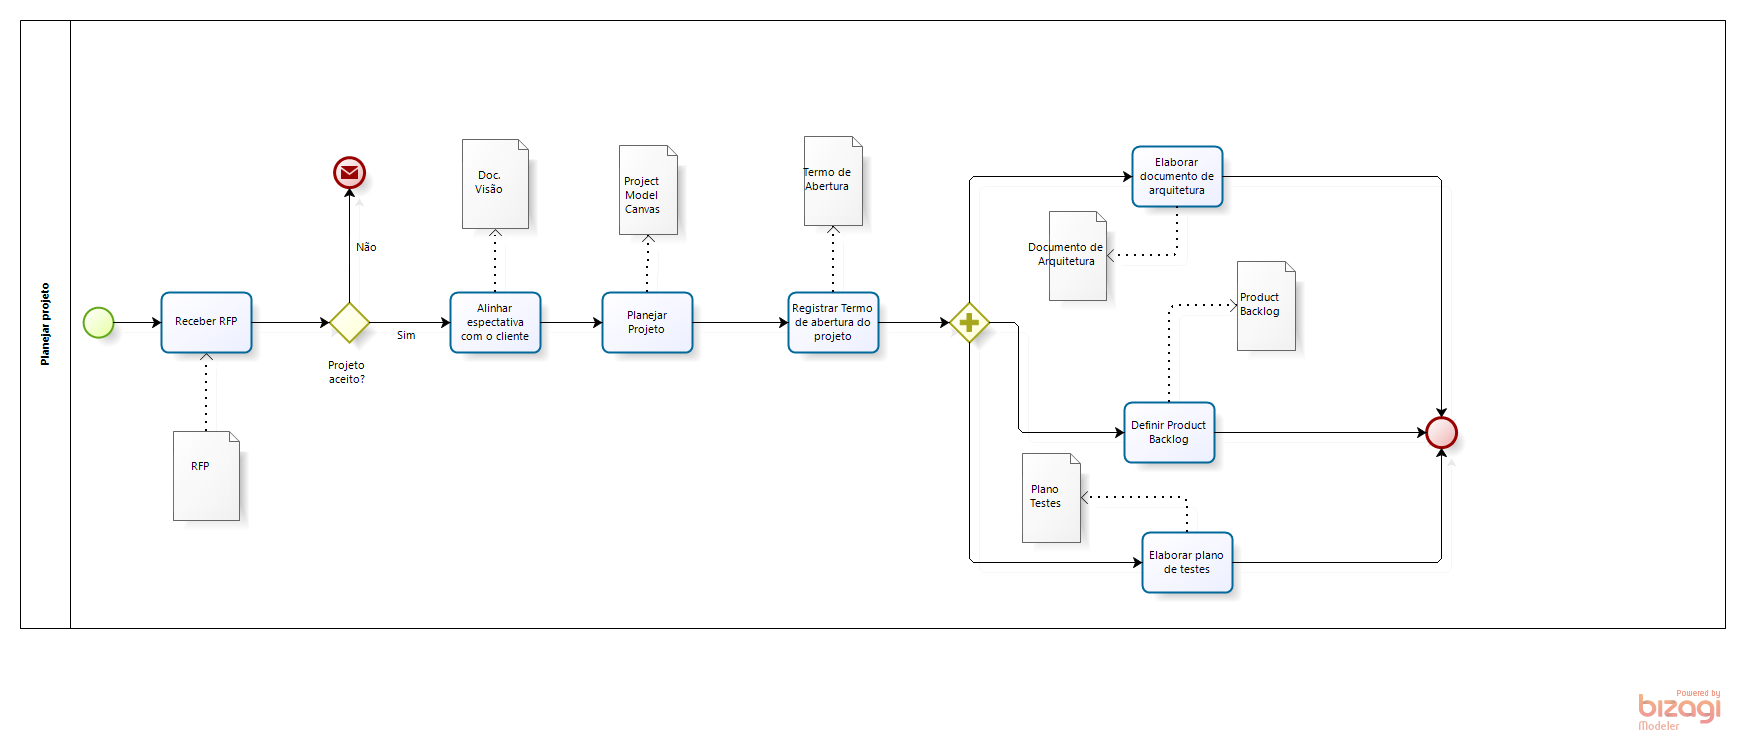 Planejar projeto
Receber RFP
RFP
Não
Projeto
aceito?
Sim
Doc.
Visão
Alinhar
espectativa
com o cliente
Project
Model
Canvas
Planejar
Projeto
Termo de
Abertura
Registrar Termo
de abertura do
projeto
Elaborar
documento de
arquitetura
Documento de
Arquitetura
Product
Backlog
Definir Product
Backlog
Plano
Testes
Elaborar plano
de testes
Powered by
bizagi
Modeler